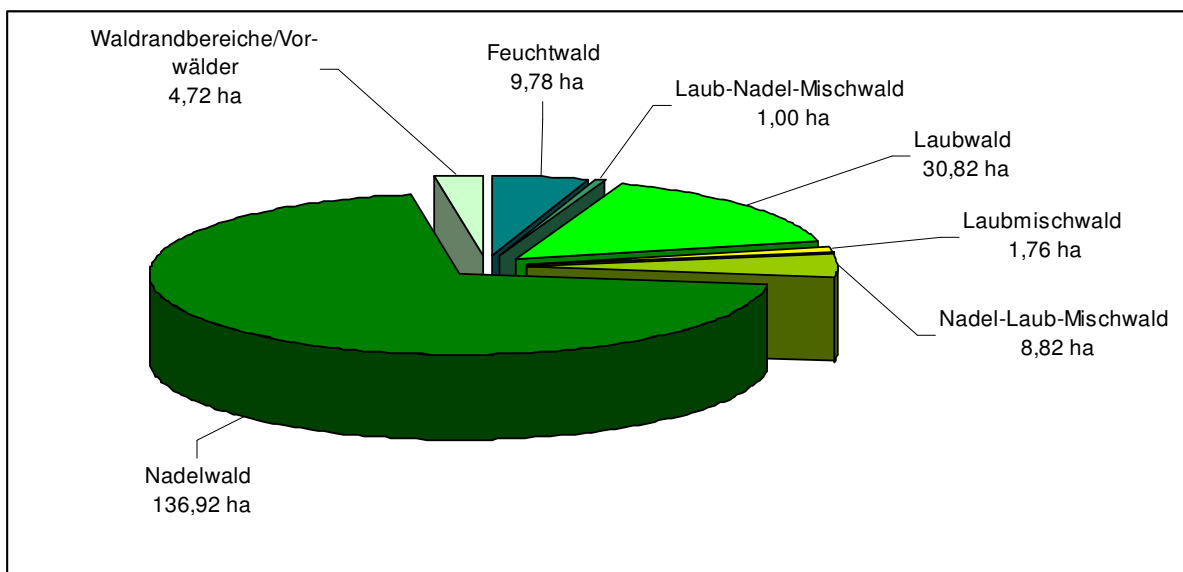 Waldrandbereiche/Vor-
wälder
4,72 ha
Feuchtwald
9,78 ha
Laub-Nadel-Mischwald
1,00 ha
Laubwald
30,82 ha
Laubmischwald
1,76 ha
Nadel-Laub-Mischwald
8,82 ha
Nadelwald
136,92 ha